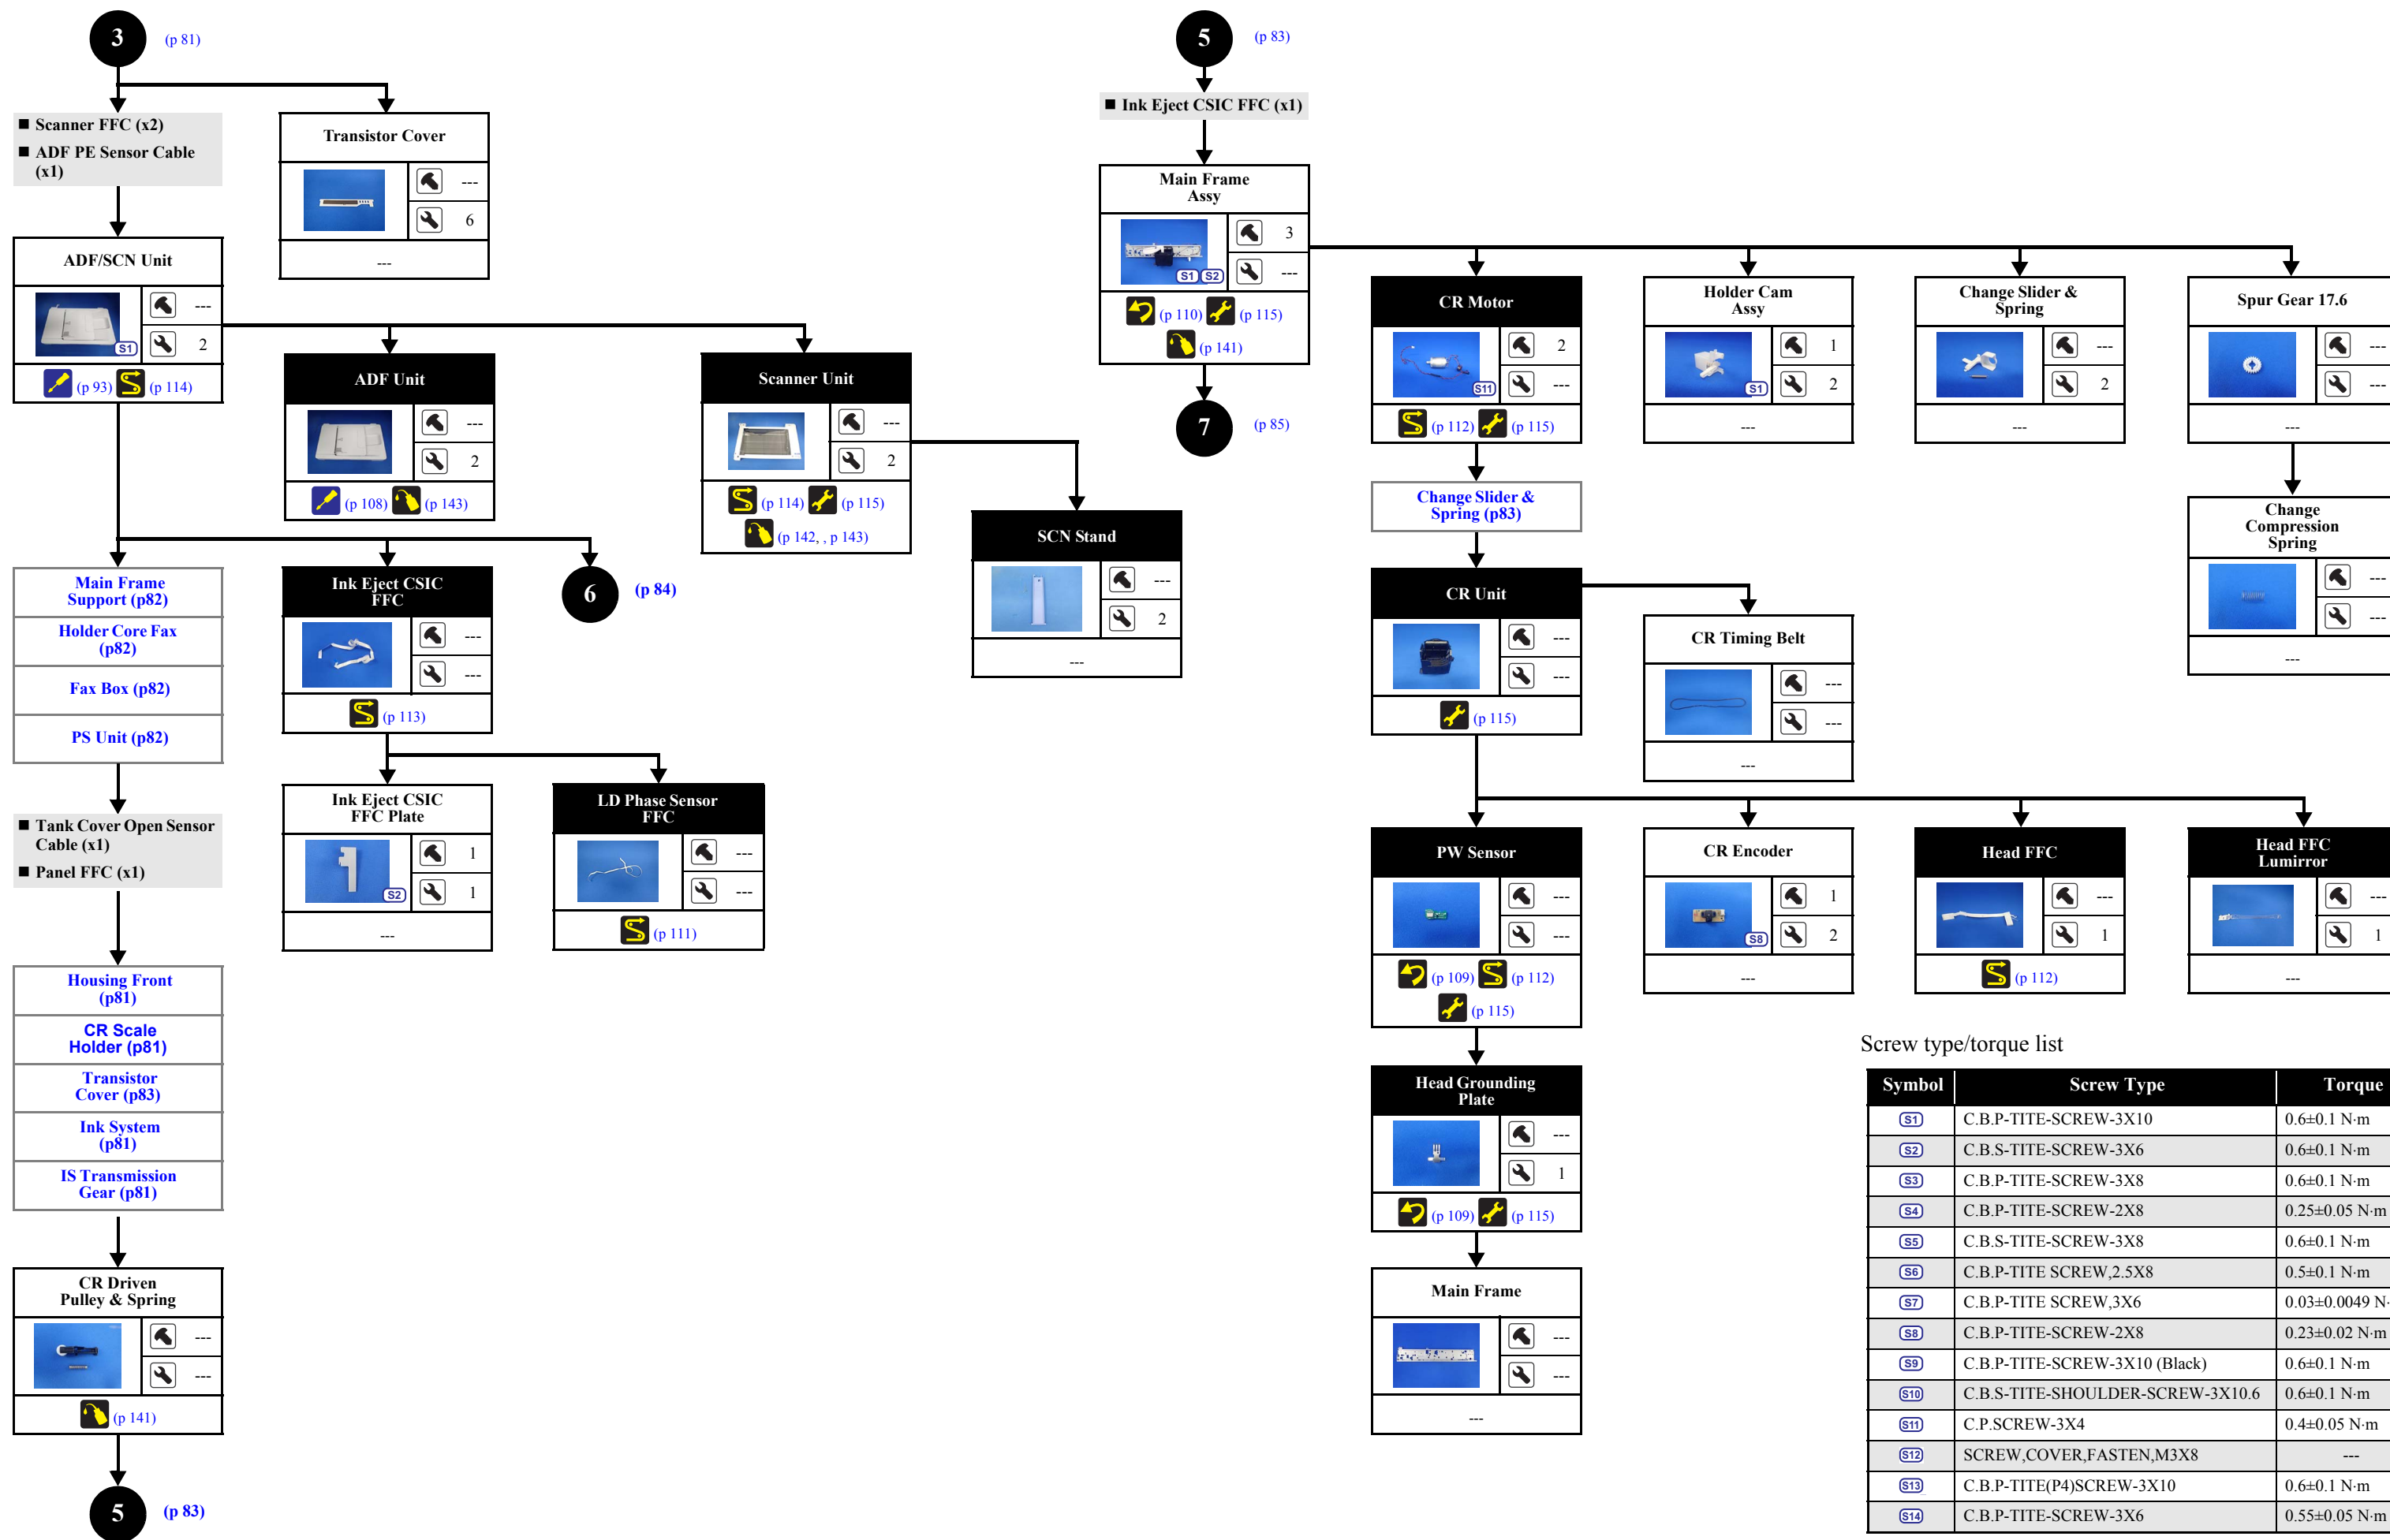 3 (p 81)
■ Scanner FFC (x2)
■ ADF PE Sensor Cable
(x1)
Transistor Cover
---
6
---
ADF/SCN Unit
S1
---
2
(p 93) (p 114)
ADF Unit
---
2
(p 108) (p 143)
Scanner Unit
---
2
(p 114) (p 115)
(p 142, , p 143)
SCN Stand
---
2
---
Main Frame
Support (p82)
Holder Core Fax
(p82)
Fax Box (p82)
PS Unit (p82)
Ink Eject CSIC
FFC
---
---
(p 113)
6 (p 84)
Ink Eject CSIC
FFC Plate
S2
1
1
---
LD Phase Sensor
FFC
---
---
(p 111)
■ Tank Cover Open Sensor
Cable (x1)
■ Panel FFC (x1)
Housing Front
(p81)
CR Scale
Holder (p81)
Transistor
Cover (p83)
Ink System
(p81)
IS Transmission
Gear (p81)
CR Driven
Pulley & Spring
---
---
(p 141)
5 (p 83)
5 (p 83)
■ Ink Eject CSIC FFC (x1)
Main Frame
Assy
S1 S2
3
---
(p 110) (p 115)
(p 141)
7 (p 85)
CR Motor
S11
2
---
(p 112) (p 115)
Holder Cam
Assy
S1
1
2
---
Change Slider &
Spring
---
2
---
Spur Gear 17.6
---
---
---
Change
Compression
Spring
---
---
---
Change Slider &
Spring (p83)
CR Unit
---
---
(p 115)
CR Timing Belt
---
---
---
PW Sensor
---
---
(p 109) (p 112)
(p 115)
CR Encoder
S8
1
2
---
Head FFC
---
1
(p 112)
Head FFC
Lumirror
---
1
---
Head Grounding
Plate
---
1
(p 109) (p 115)
Main Frame
---
---
---
Screw type/torque list
Symbol Screw Type Torque
S1 C.B.P-TITE-SCREW-3X10 0.6±0.1 N·m
S2 C.B.S-TITE-SCREW-3X6 0.6±0.1 N·m
S3 C.B.P-TITE-SCREW-3X8 0.6±0.1 N·m
S4 C.B.P-TITE-SCREW-2X8 0.25±0.05 N·m
S5 C.B.S-TITE-SCREW-3X8 0.6±0.1 N·m
S6 C.B.P-TITE SCREW,2.5X8 0.5±0.1 N·m
S7 C.B.P-TITE SCREW,3X6 0.03±0.0049 N·
S8 C.B.P-TITE-SCREW-2X8 0.23±0.02 N·m
S9 C.B.P-TITE-SCREW-3X10 (Black) 0.6±0.1 N·m
S10 C.B.S-TITE-SHOULDER-SCREW-3X10.6 0.6±0.1 N·m
S11 C.P.SCREW-3X4 0.4±0.05 N·m
S12 SCREW,COVER,FASTEN,M3X8 ---
S13 C.B.P-TITE(P4)SCREW-3X10 0.6±0.1 N·m
S14 C.B.P-TITE-SCREW-3X6 0.55±0.05 N·m